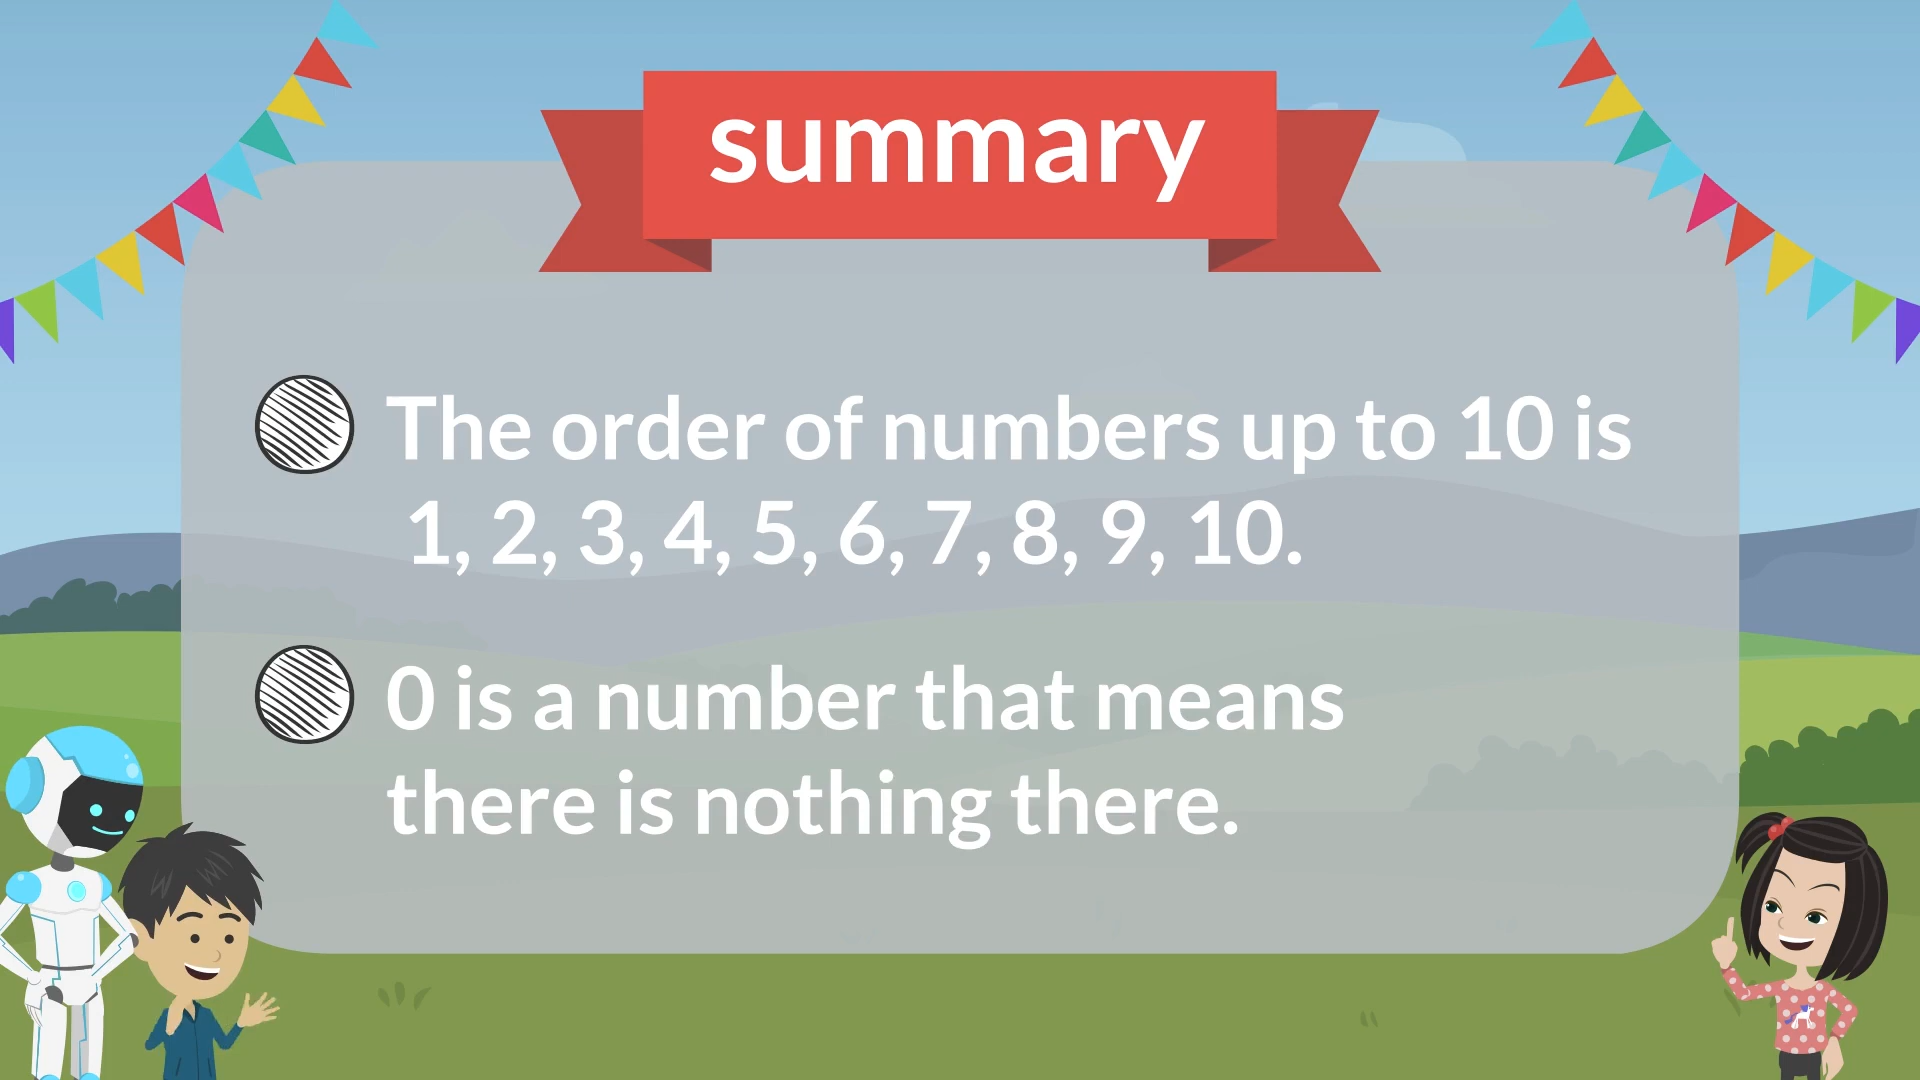 summary
The order of numbers up to 10 is
1, 2, 3, 4, 5, 6, 7, 8, 9, 10.
0 is a number that means
there is nothing there.